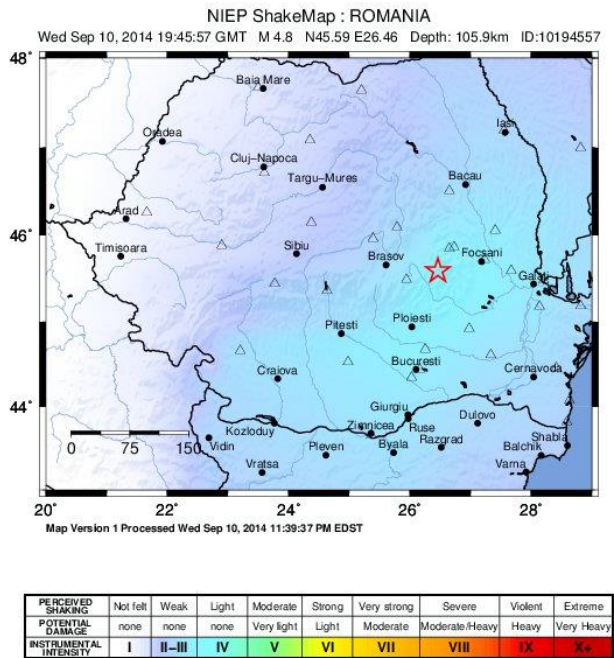 NIEP ShakeMap : ROMANIA
Wed Sep 10, 2014 19:45:57 GMT M 4.8 N45.59 E26.46 Depth: 105.9km ID:10194557
48°
Baia Mare
Iasi
Oradea
Cluj-Napoca
Targu-Mures
Bacau
Arad
46°
Timisoara
Sibiu
Brasov
Focsani
Galati
Ploiesti
Pitesti
Bucuresti
Craiova
Cernavoda
44°
Giurgiu
Kozloduy
Zimnicea
Ruse
Dulovo
0 75 150
Vidin
Pleven
Byala
Razgrad
Balchik
Shabla
Vratsa
Varna
20° 22° 24° 26° 28°
Map Version 1 Processed Wed Sep 10, 2014 11:39:37 PM EDST
PERCEIVED SHAKING Not felt Weak Light Moderate Strong Very strong Severe Violent Extreme
POTENTIAL DAMAGE none none none Very light Light Moderate Moderate/Heavy Heavy Very Heavy
INSTRUMENTAL INTENSITY I II-III IV V VI VII VIII IX X+